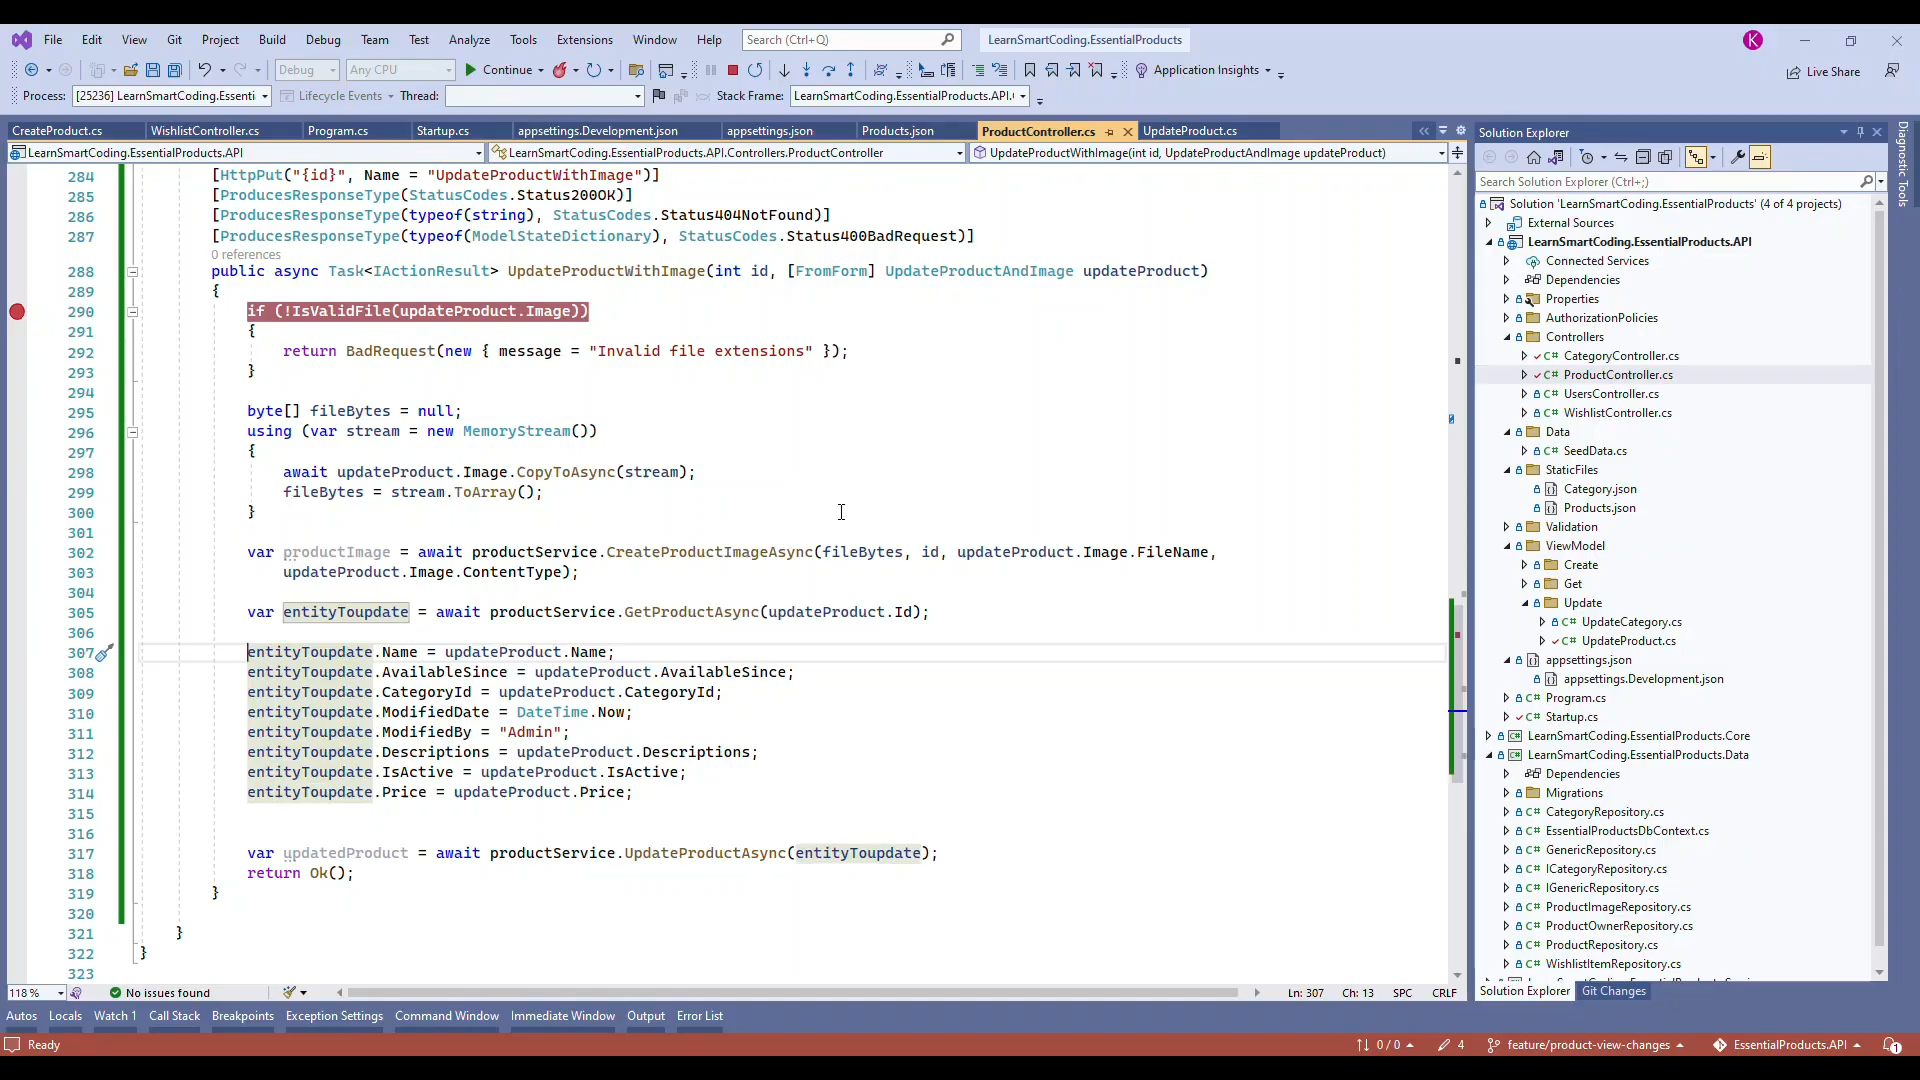 File Edit View Git Project Build Debug Team Test Analyze Tools Extensions Window Help Search (Ctrl+Q) LearnSmartCoding.EssentialProducts K
Debug Any CPU Continue Application Insights Live Share
Process: [25236] LearnSmartCoding.Essenti Lifecycle Events Thread: Stack Frame: LearnSmartCoding.EssentialProducts.API.
CreateProduct.cs WishlistController.cs Program.cs Startup.cs appsettings.Development.json appsettings.json Products.json ProductController.cs UpdateProduct.cs
LearnSmartCoding.EssentialProducts.API LearnSmartCoding.EssentialProducts.API.Controllers.ProductController UpdateProductWithImage(int id, UpdateProductAndImage updateProduct)
284 [HttpPut("{id}", Name = "UpdateProductWithImage")]
285 [ProducesResponseType(StatusCodes.Status200OK)]
286 [ProducesResponseType(typeof(string), StatusCodes.Status404NotFound)]
287 [ProducesResponseType(typeof(ModelStateDictionary), StatusCodes.Status400BadRequest)]
0 references
288 public async Task<IActionResult> UpdateProductWithImage(int id, [FromForm] UpdateProductAndImage updateProduct)
289 {
290 if (!IsValidFile(updateProduct.Image))
291 {
292 return BadRequest(new { message = "Invalid file extensions" });
293 }
294
295 byte[] fileBytes = null;
296 using (var stream = new MemoryStream())
297 {
298 await updateProduct.Image.CopyToAsync(stream);
299 fileBytes = stream.ToArray();
300 }
301
302 var productImage = await productService.CreateProductImageAsync(fileBytes, id, updateProduct.Image.FileName,
303 updateProduct.Image.ContentType);
304
305 var entityToupdate = await productService.GetProductAsync(updateProduct.Id);
306
307 entityToupdate.Name = updateProduct.Name;
308 entityToupdate.AvailableSince = updateProduct.AvailableSince;
309 entityToupdate.CategoryId = updateProduct.CategoryId;
310 entityToupdate.ModifiedDate = DateTime.Now;
311 entityToupdate.ModifiedBy = "Admin";
312 entityToupdate.Descriptions = updateProduct.Descriptions;
313 entityToupdate.IsActive = updateProduct.IsActive;
314 entityToupdate.Price = updateProduct.Price;
315
316
317 var updatedProduct = await productService.UpdateProductAsync(entityToupdate);
318 return Ok();
319 }
320
321 }
322 }
323
118 % No issues found Ln: 307 Ch: 13 SPC CRLF
Autos Locals Watch 1 Call Stack Breakpoints Exception Settings Command Window Immediate Window Output Error List
Ready 0 / 0 4 feature/product-view-changes EssentialProducts.API 1
Solution Explorer
Search Solution Explorer (Ctrl+;)
Solution 'LearnSmartCoding.EssentialProducts' (4 of 4 projects)
External Sources
LearnSmartCoding.EssentialProducts.API
Connected Services
Dependencies
Properties
AuthorizationPolicies
Controllers
C# CategoryController.cs
C# ProductController.cs
C# UsersController.cs
C# WishlistController.cs
Data
C# SeedData.cs
StaticFiles
Category.json
Products.json
Validation
ViewModel
Create
Get
Update
C# UpdateCategory.cs
C# UpdateProduct.cs
appsettings.json
appsettings.Development.json
C# Program.cs
C# Startup.cs
LearnSmartCoding.EssentialProducts.Core
LearnSmartCoding.EssentialProducts.Data
Dependencies
Migrations
C# CategoryRepository.cs
C# EssentialProductsDbContext.cs
C# GenericRepository.cs
C# ICategoryRepository.cs
C# IGenericRepository.cs
C# ProductImageRepository.cs
C# ProductOwnerRepository.cs
C# ProductRepository.cs
C# WishlistItemRepository.cs
Solution Explorer Git Changes
Diagnostic Tools